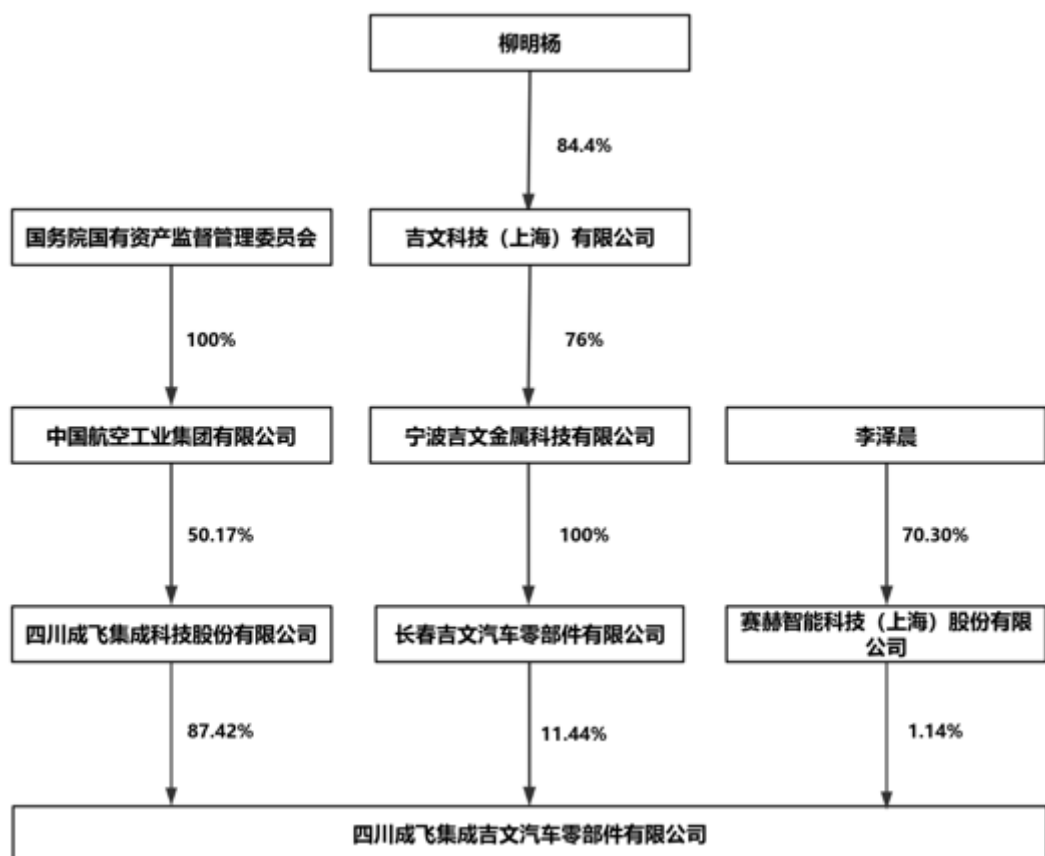 柳明杨
84.4%
国务院国有资产监督管理委员会
吉文科技（上海）有限公司
100%
76%
中国航空工业集团有限公司
宁波吉文金属科技有限公司
李泽晨
50.17%
100%
70.30%
四川成飞集成科技股份有限公司
长春吉文汽车零部件有限公司
赛赫智能科技（上海）股份有限
公司
87.42%
11.44%
1.14%
四川成飞集成吉文汽车零部件有限公司